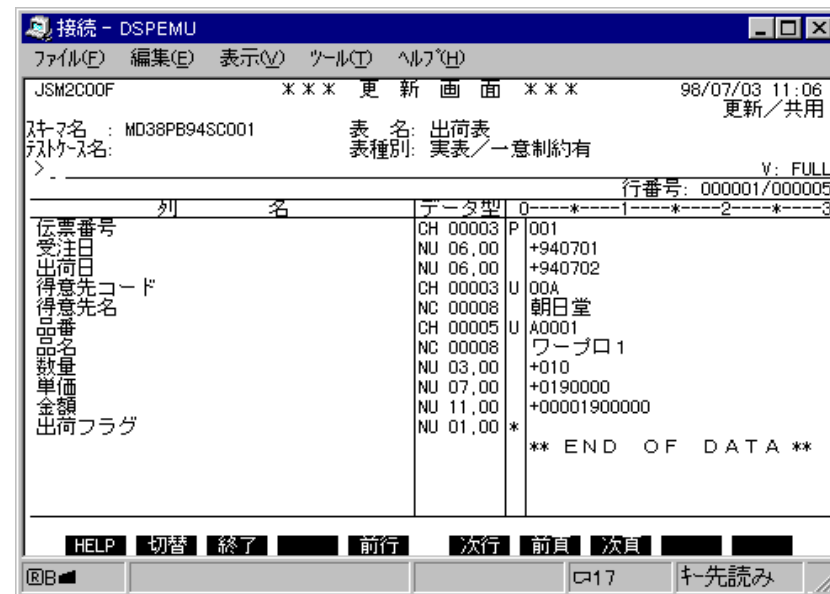 接続 - DSPEMU
ファイル(F) 編集(E) 表示(V) ツール(T) ヘルプ(H)
JSM2C00F ＊＊＊ 更 新 画 面 ＊＊＊ 98/07/03 11:06
更新／共用
スキーマ名 : MD38PB94SC001 表 名: 出荷表
テストケース名: 表種別: 実表／一意制約有
>_
V: FULL
行番号: 000001/000005
列 名 データ型 0----*----1----*----2----*----3
伝票番号 CH 00003 P 001
受注日 NU 06,00 +940701
出荷日 NU 06,00 +940702
得意先コード CH 00003 U 00A
得意先名 NC 00008 朝日堂
品番 CH 00005 U A0001
品名 NC 00008 ワープロ１
数量 NU 03,00 +010
単価 NU 07,00 +0190000
金額 NU 11,00 +00001900000
出荷フラグ NU 01,00 *
** ＥＮＤ ＯＦ ＤＡＴＡ **
HELP 切替 終了 前行 次行 前頁 次頁
RB 17 キー先読み